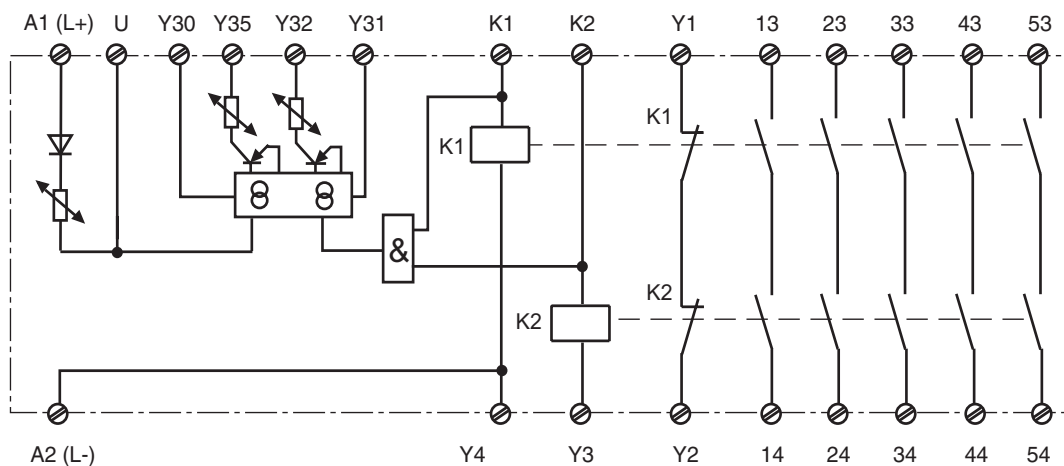 A1 (L+) U Y30 Y35 Y32 Y31 K1 K2 Y1 13 23 33 43 53
K1
K1
&
K2
K2
A2 (L-) Y4 Y3 Y2 14 24 34 44 54